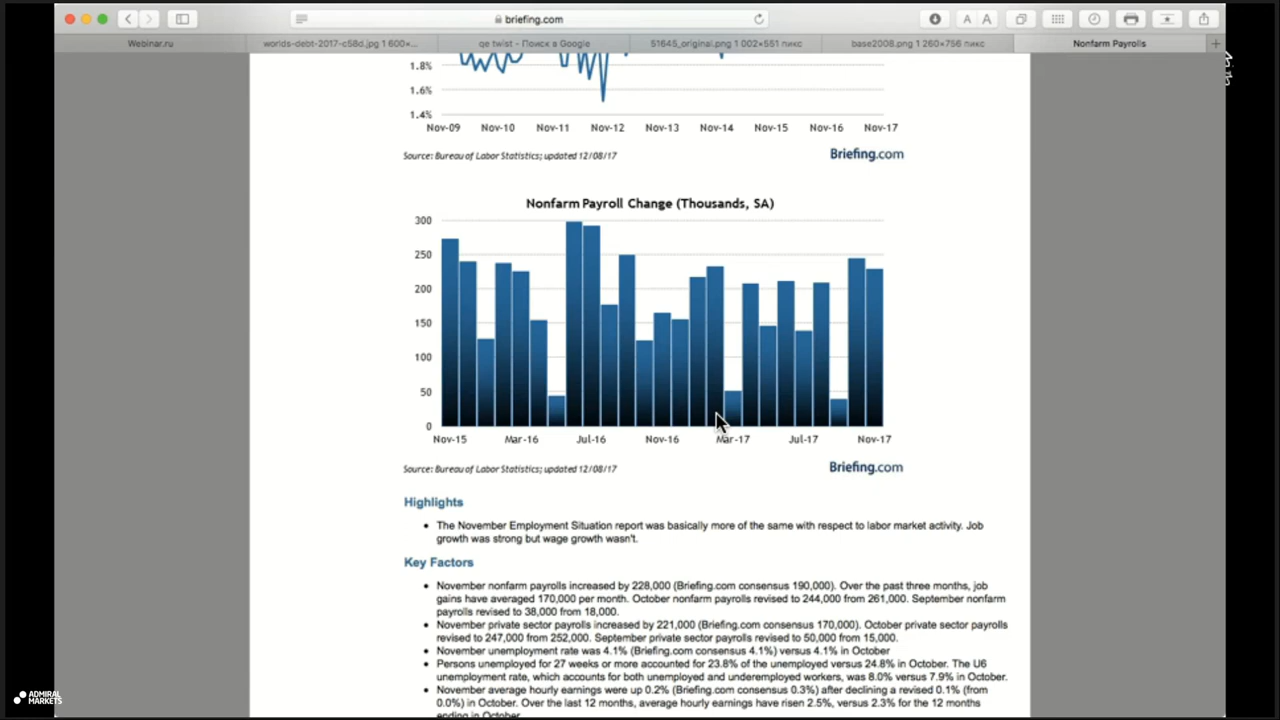 briefing.com
A A
Webinar.ru
worlds-debt-2017-c58d.jpg 1 600×...
qe twist – Поиск в Google
51645_original.png 1 002×551 пикс
base2008.png 1 260×756 пикс
Nonfarm Payrolls
1.8%
1.6%
1.4%
Nov-09 Nov-10 Nov-11 Nov-12 Nov-13 Nov-14 Nov-15 Nov-16 Nov-17
Source: Bureau of Labor Statistics; updated 12/08/17
Briefing.com
Nonfarm Payroll Change (Thousands, SA)
300
250
200
150
100
50
0
Nov-15 Mar-16 Jul-16 Nov-16 Mar-17 Jul-17 Nov-17
Source: Bureau of Labor Statistics; updated 12/08/17
Briefing.com
Highlights
• The November Employment Situation report was basically more of the same with respect to labor market activity. Job
growth was strong but wage growth wasn't.
Key Factors
• November nonfarm payrolls increased by 228,000 (Briefing.com consensus 190,000). Over the past three months, job
gains have averaged 170,000 per month. October nonfarm payrolls revised to 244,000 from 261,000. September nonfarm
payrolls revised to 38,000 from 18,000.
• November private sector payrolls increased by 221,000 (Briefing.com consensus 170,000). October private sector payrolls
revised to 247,000 from 252,000. September private sector payrolls revised to 50,000 from 15,000.
• November unemployment rate was 4.1% (Briefing.com consensus 4.1%) versus 4.1% in October
• Persons unemployed for 27 weeks or more accounted for 23.8% of the unemployed versus 24.8% in October. The U6
unemployment rate, which accounts for both unemployed and underemployed workers, was 8.0% versus 7.9% in October.
• November average hourly earnings were up 0.2% (Briefing.com consensus 0.3%) after declining a revised 0.1% (from
0.0%) in October. Over the last 12 months, average hourly earnings have risen 2.5%, versus 2.3% for the 12 months
ending in October.
ADMIRAL
MARKETS